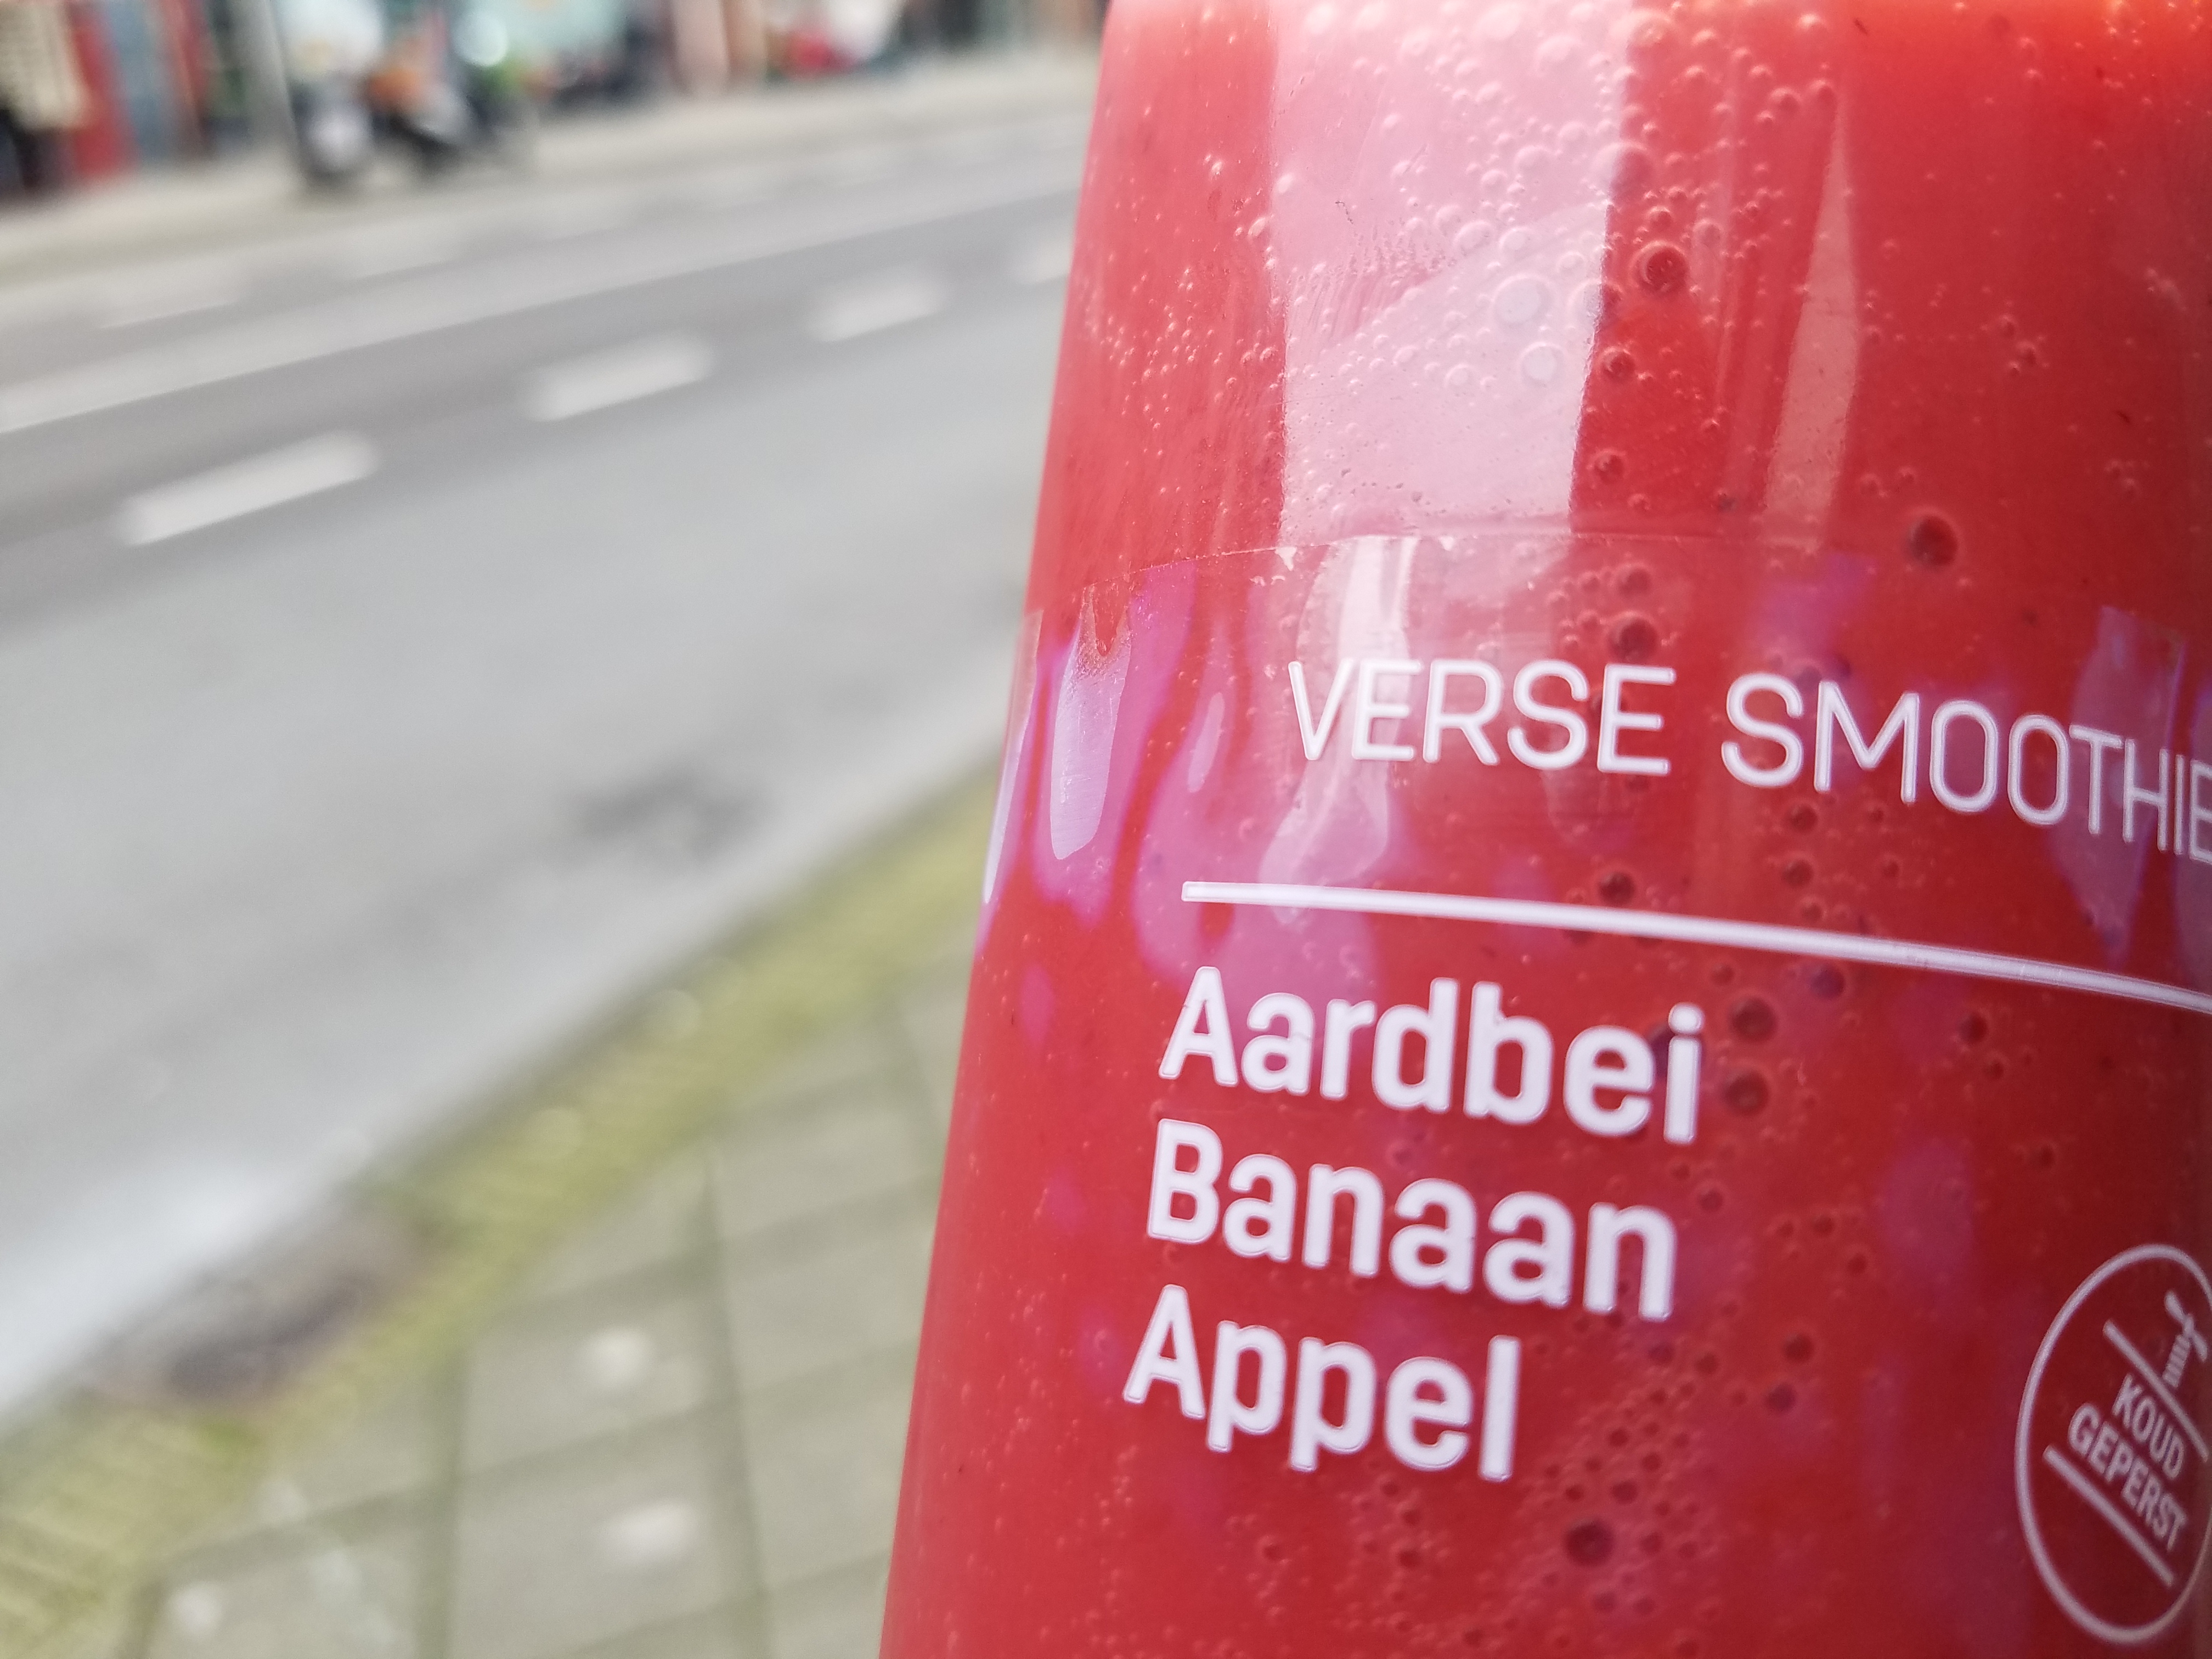 VERSE SMOOTHIE
Aardbei
Banaan
Appel
KOUD
GEPERST